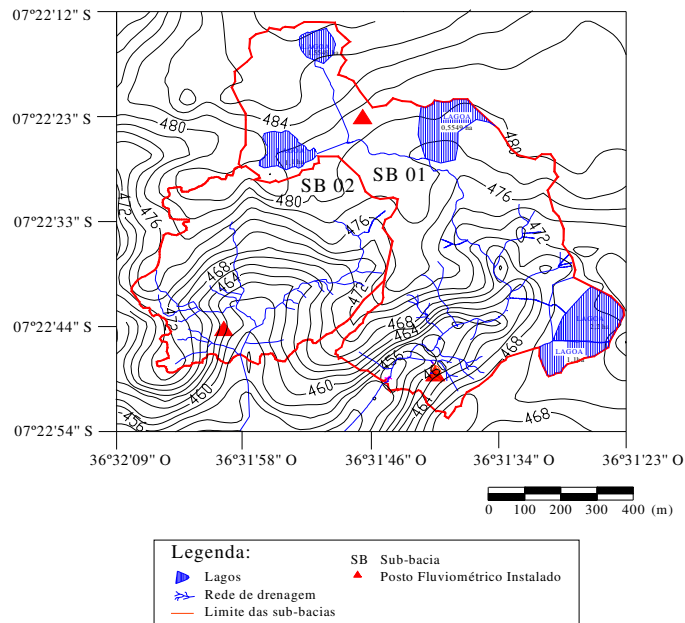 07°22'12" S
07°22'23" S
07°22'33" S
07°22'44" S
07°22'54" S
36°32'09" O
36°31'58" O
36°31'46" O
36°31'34" O
36°31'23" O
480
484
LAGOA
0,5549 ha
480
SB 02
SB 01
476
480
472
476
476
472
468
464
472
472
468
464
456
468
460
460
464
456
468
LAGOA
LAGOA
0 100 200 300 400 (m)
Legenda:
Lagos
Rede de drenagem
Limite das sub-bacias
SB Sub-bacia
Posto Fluviométrico Instalado